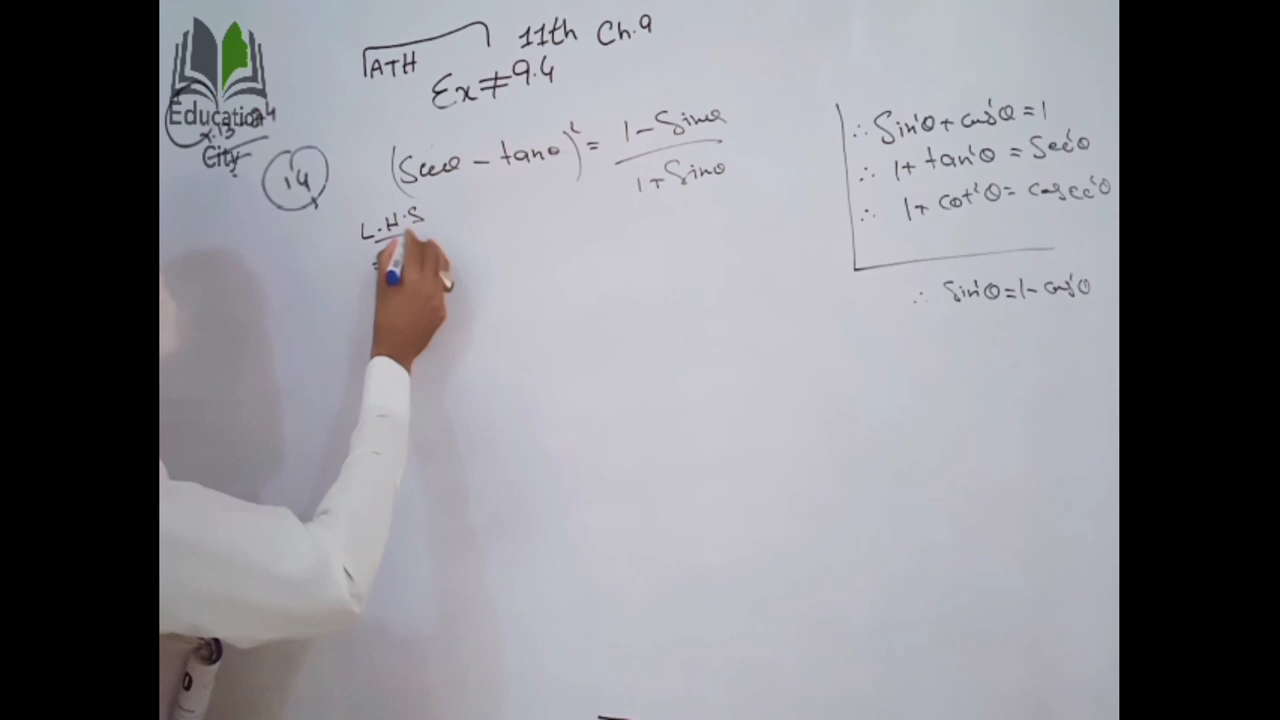 11th Ch.9
MATH
Ex≠9.4
Education
City
14
(Secθ - tanθ)² = 1 - Sinθ / 1 + Sinθ
L.H.S
=
∴ Sin²θ + cos²θ = 1
∴ 1 + tan²θ = Sec²θ
∴ 1 + cot²θ = cosec²θ
∴ Sin²θ = 1 - cos²θ